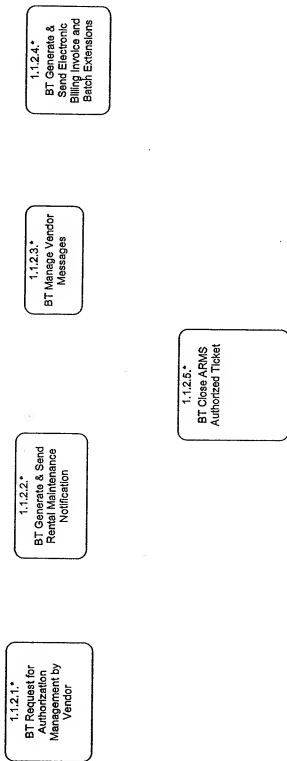 1.1.2.1.*
BT Request for
Authorization
Management by
Vendor
1.1.2.2.*
BT Generate & Send
Rental Maintenance
Notification
1.1.2.3.*
BT Manage Vendor
Messages
1.1.2.4.*
BT Generate &
Send Electronic
Billing Invoice and
Batch Extensions
1.1.2.5.*
BT Close ARMS
Authorized Ticket